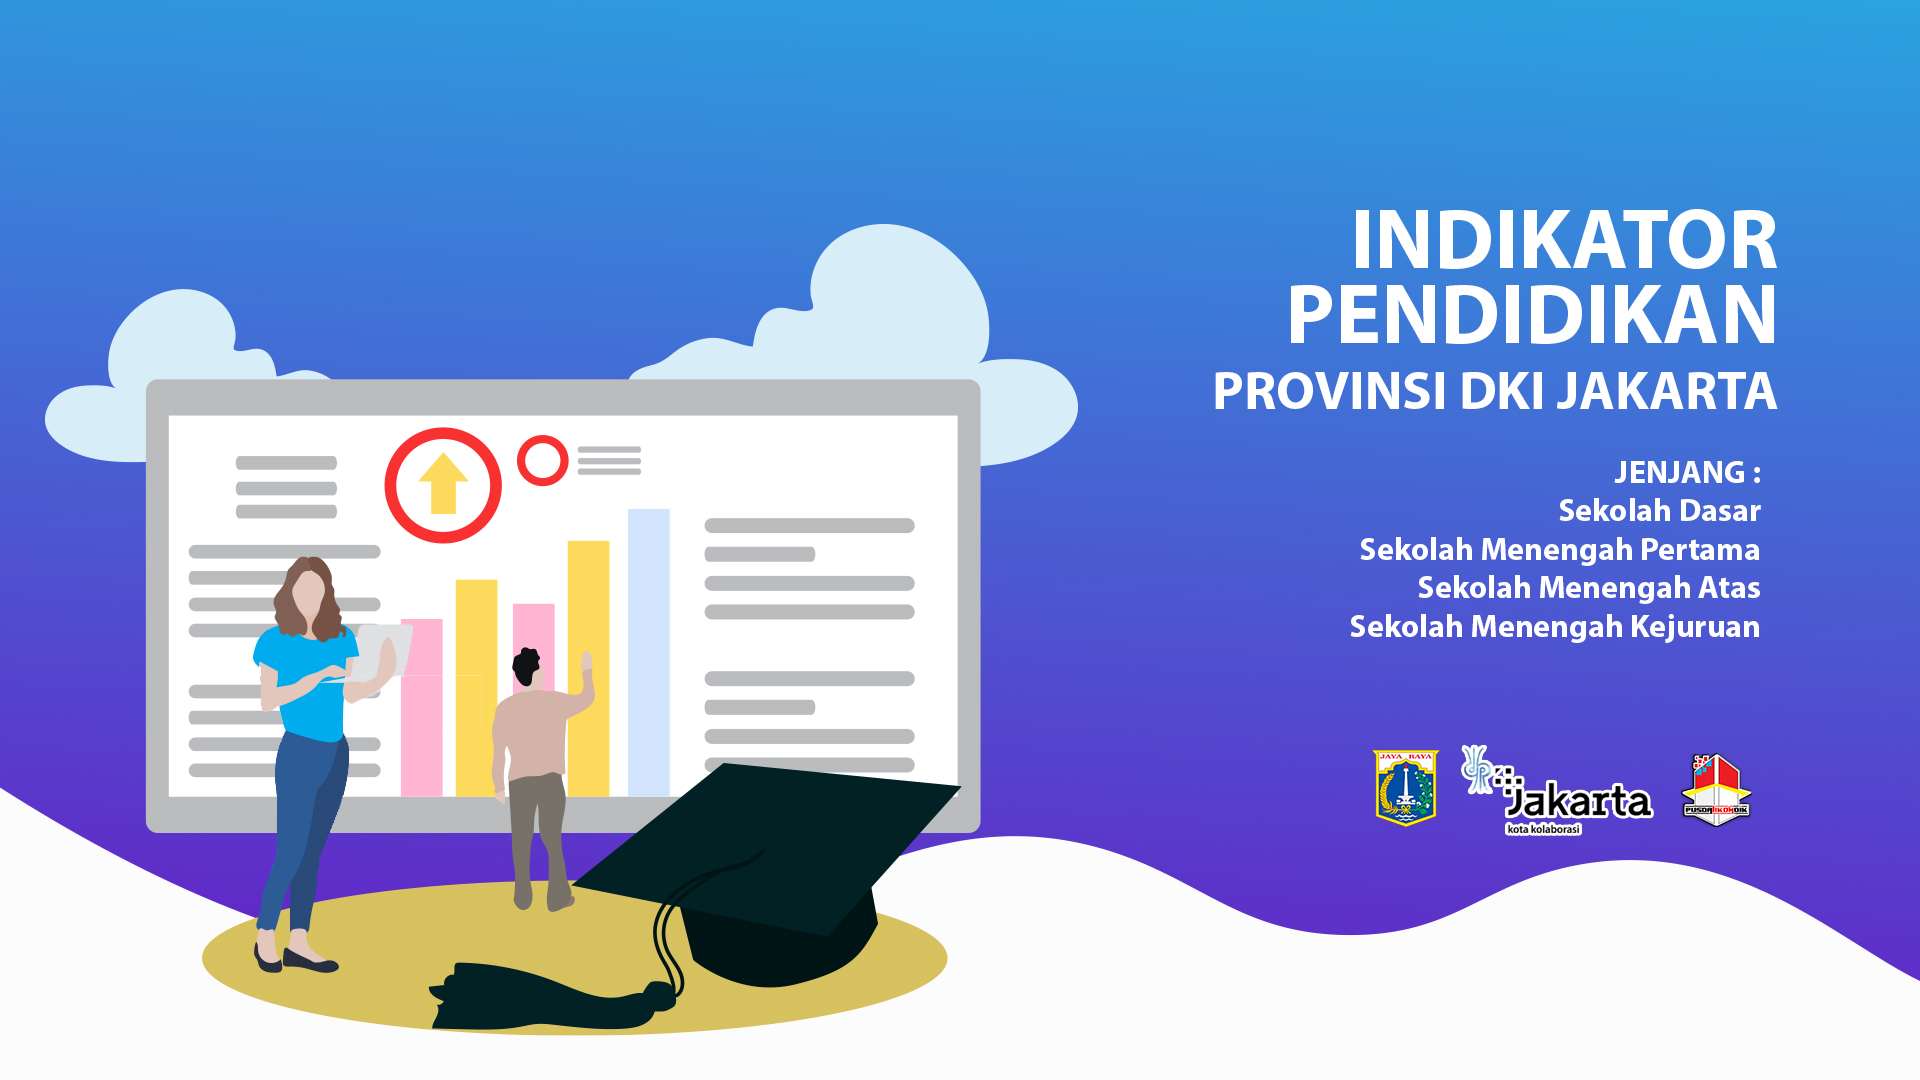 INDIKATOR
PENDIDIKAN
PROVINSI DKI JAKARTA
JENJANG :
Sekolah Dasar
Sekolah Menengah Pertama
Sekolah Menengah Atas
Sekolah Menengah Kejuruan
JAYA RAYA
Jakarta
kota kolaborasi
PUSDATIKOMDIK